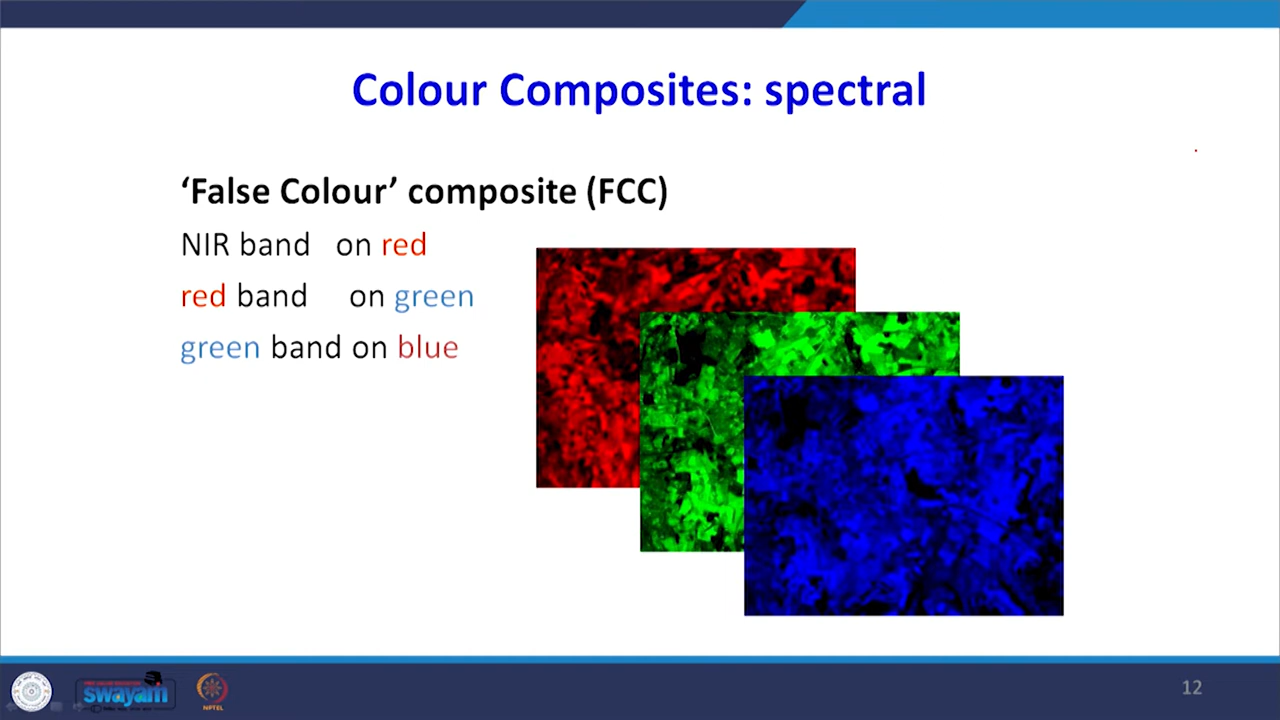 Colour Composites: spectral
‘False Colour’ composite (FCC)
NIR band on red
red band on green
green band on blue
swayam
NPTEL
12